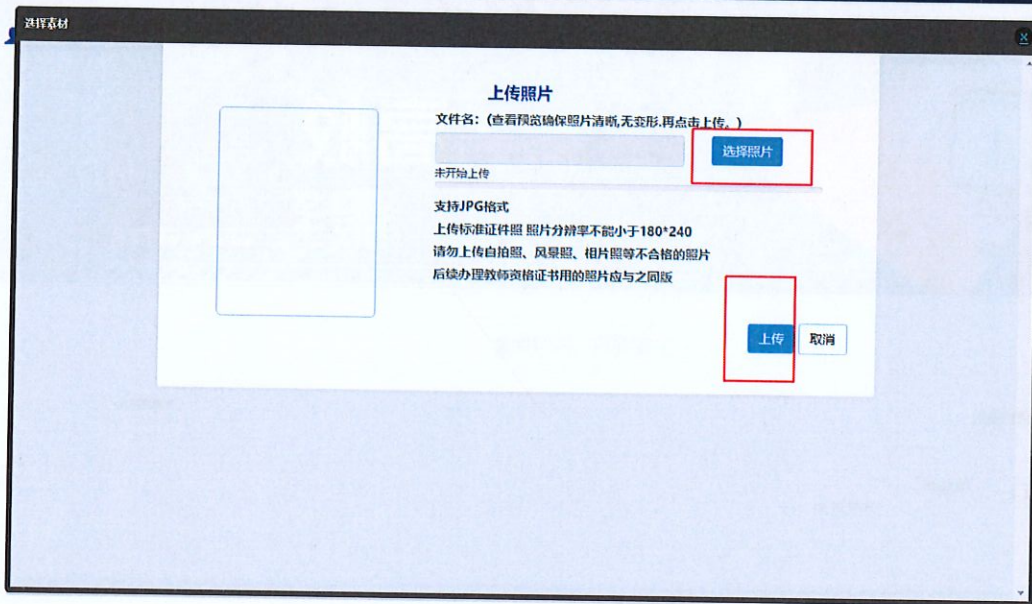 选择素材
x
上传照片
文件名：(查看预览确保照片清晰,无变形,再点击上传。)
选择照片
未开始上传
支持JPG格式
上传标准证件照 照片分辨率不能小于180*240
请勿上传自拍照、风景照、相片照等不合格的照片
后续办理教师资格证书用的照片应与之同版
上传 取消